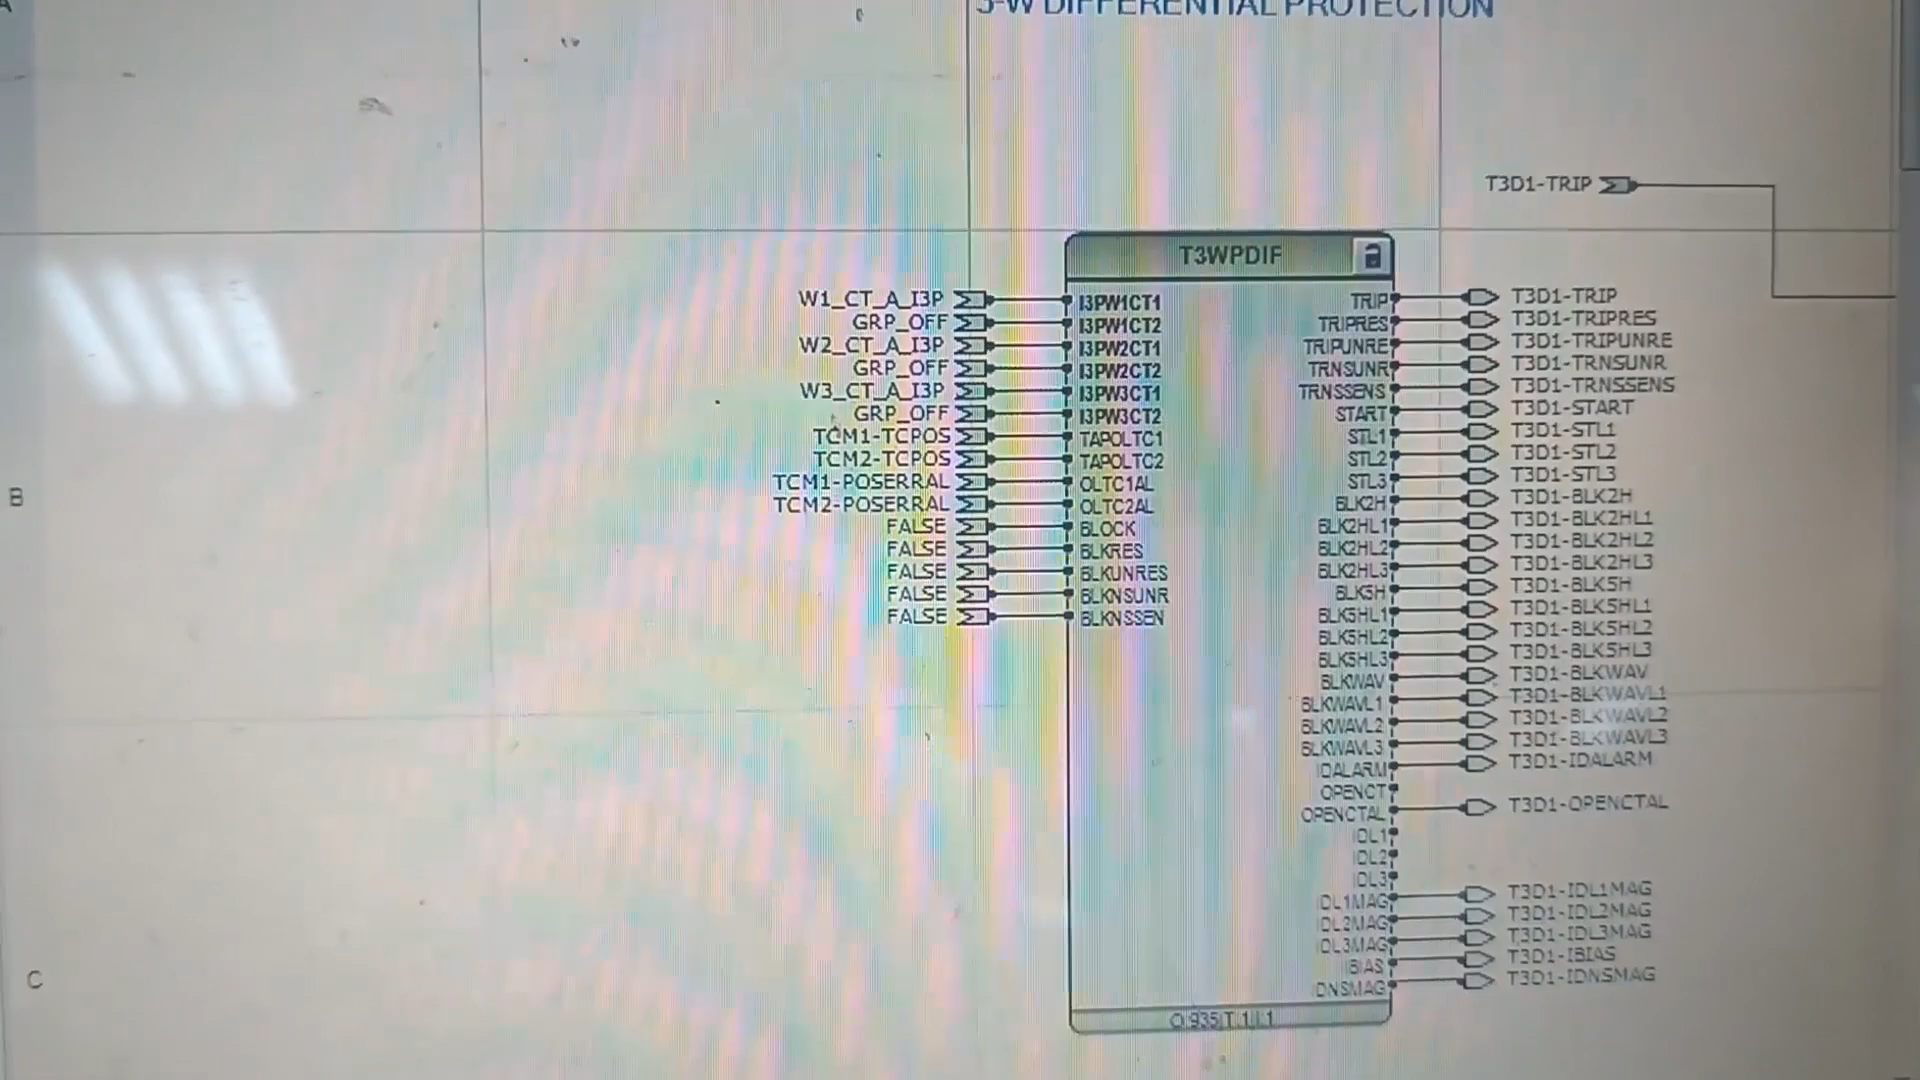 3-W DIFFERENTIAL PROTECTION
T3D1-TRIP
T3WPDIF
W1_CT_A_I3P I3PW1CT1 TRIP T3D1-TRIP
GRP_OFF I3PW1CT2 TRIPRES T3D1-TRIPRES
W2_CT_A_I3P I3PW2CT1 TRIPUNRE T3D1-TRIPUNRE
GRP_OFF I3PW2CT2 TRNSUNR T3D1-TRNSUNR
W3_CT_A_I3P I3PW3CT1 TRNSSENS T3D1-TRNSSENS
GRP_OFF I3PW3CT2 START T3D1-START
TCM1-TCPOS TAPOLTC1 STL1 T3D1-STL1
TCM2-TCPOS TAPOLTC2 STL2 T3D1-STL2
TCM1-POSERRAL OLTC1AL STL3 T3D1-STL3
TCM2-POSERRAL OLTC2AL BLK2H T3D1-BLK2H
FALSE BLOCK BLK2HL1 T3D1-BLK2HL1
FALSE BLKRES BLK2HL2 T3D1-BLK2HL2
FALSE BLKUNRES BLK2HL3 T3D1-BLK2HL3
FALSE BLKNSUNR BLK5H T3D1-BLK5H
FALSE BLKNSSEN BLK5HL1 T3D1-BLK5HL1
BLK5HL2 T3D1-BLK5HL2
BLK5HL3 T3D1-BLK5HL3
BLKWAV T3D1-BLKWAV
BLKWAVL1 T3D1-BLKWAVL1
BLKWAVL2 T3D1-BLKWAVL2
BLKWAVL3 T3D1-BLKWAVL3
IDALARM T3D1-IDALARM
OPENCT
OPENCTAL T3D1-OPENCTAL
IDL1
IDL2
IDL3
IDL1MAG T3D1-IDL1MAG
IDL2MAG T3D1-IDL2MAG
IDL3MAG T3D1-IDL3MAG
IBIAS T3D1-IBIAS
IDNSMAG T3D1-IDNSMAG
B
C